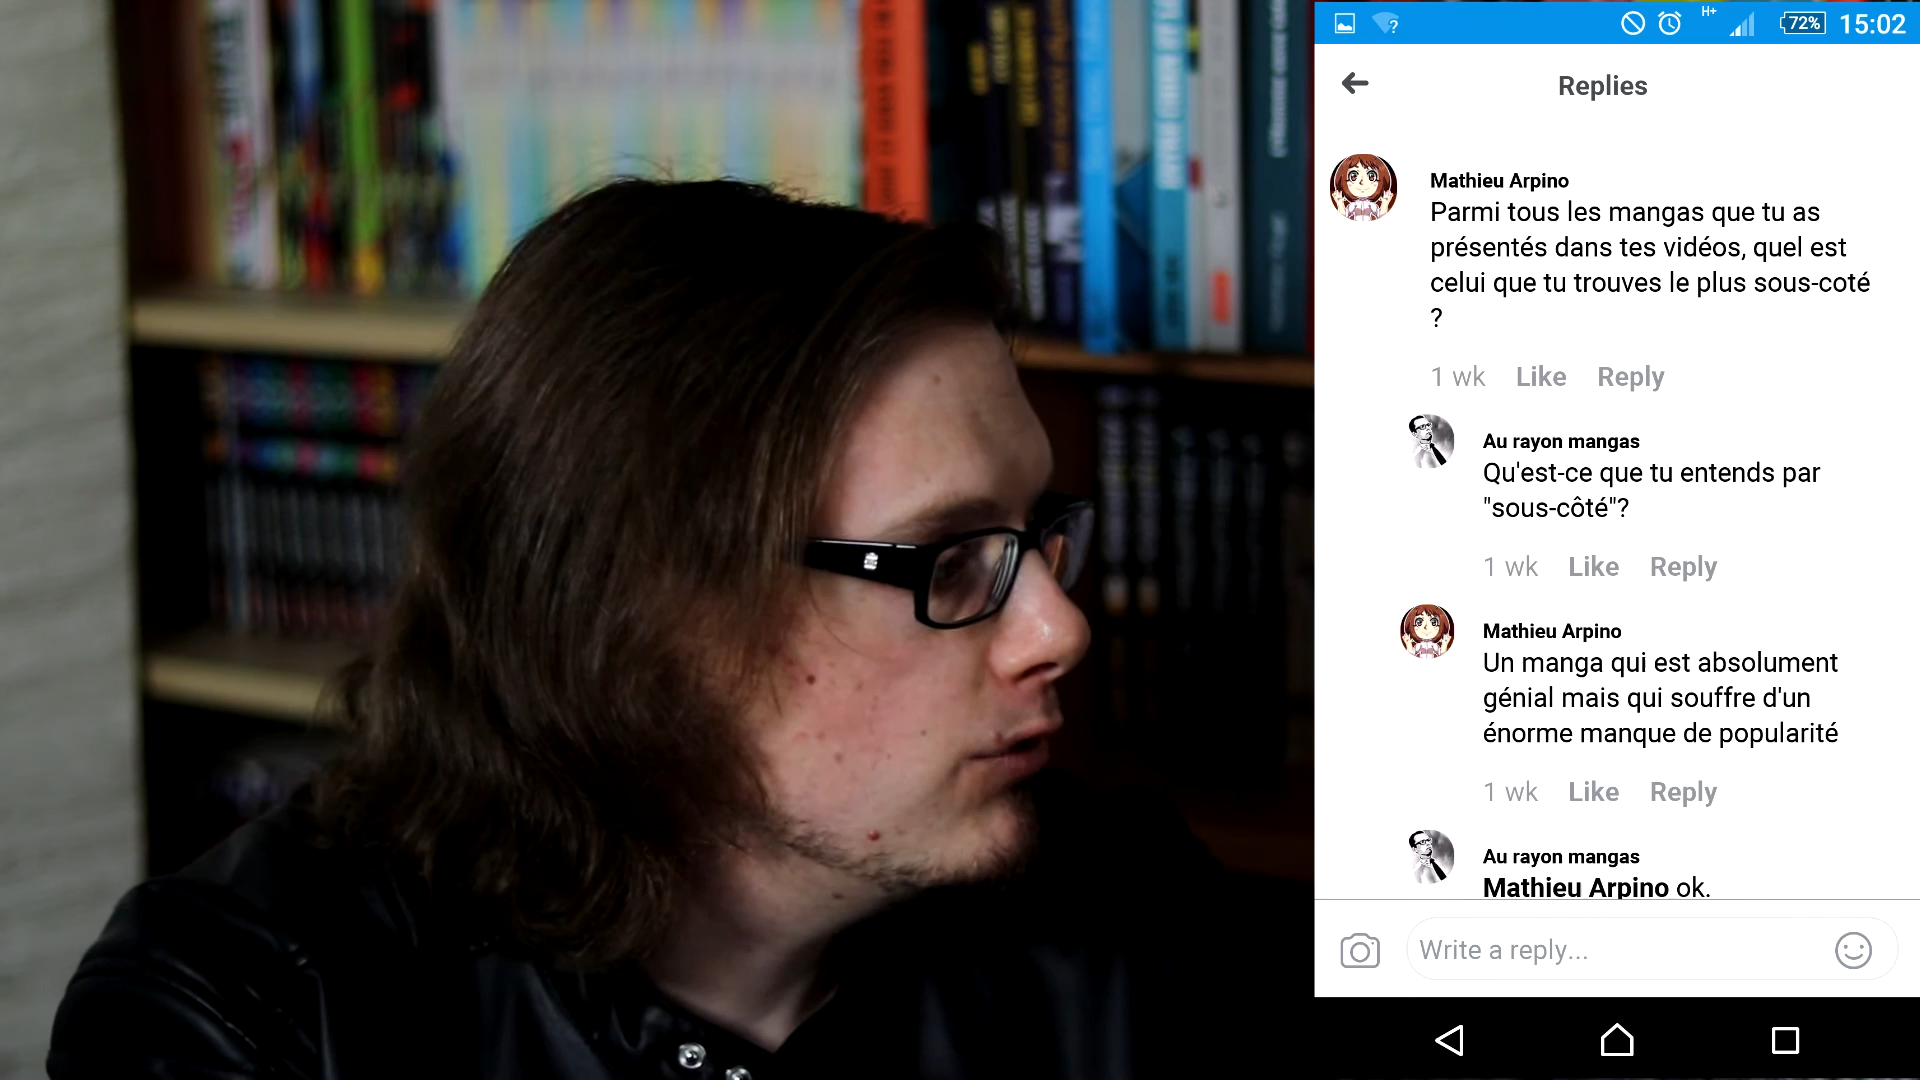 H+
72%
15:02
Replies
Mathieu Arpino
Parmi tous les mangas que tu as
présentés dans tes vidéos, quel est
celui que tu trouves le plus sous-coté
?
1 wk Like Reply
Au rayon mangas
Qu'est-ce que tu entends par
"sous-côté"?
1 wk Like Reply
Mathieu Arpino
Un manga qui est absolument
génial mais qui souffre d'un
énorme manque de popularité
1 wk Like Reply
Au rayon mangas
Mathieu Arpino ok.
Write a reply...